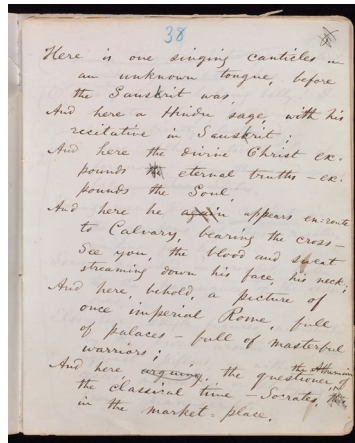 38
Here is one singing canticles in
an unknown tongue, before
the Sanskrit was.
And here a Hindu sage, with his
recitative in Sanskrit;
And here the divine Christ ex-
pounds the eternal truths – ex-
pounds the Soul,
And here he again appears en-route
to Calvary, bearing the cross –
See you, the blood and sweat
streaming down his face, his neck;
And here, behold, a picture of
once imperial Rome, full
of palaces – full of masterful
warriors;
And here arguing, the questioner, the Athenian of
the classical time – Socrates,
in the market-place,